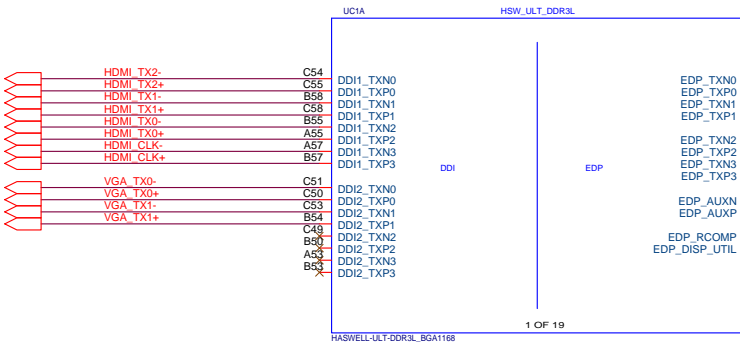 UC1A HSW_ULT_DDR3L
HDMI_TX2- C54 DDI1_TXN0 EDP_TXN0
HDMI_TX2+ C55 DDI1_TXP0 EDP_TXP0
HDMI_TX1- B58 DDI1_TXN1 EDP_TXN1
HDMI_TX1+ C58 DDI1_TXP1 EDP_TXP1
HDMI_TX0- B55 DDI1_TXN2
HDMI_TX0+ A55 DDI1_TXP2 EDP_TXN2
HDMI_CLK- A57 DDI1_TXN3 EDP_TXP2
HDMI_CLK+ B57 DDI1_TXP3 EDP_TXN3
DDI EDP EDP_TXP3
VGA_TX0- C51 DDI2_TXN0
VGA_TX0+ C50 DDI2_TXP0 EDP_AUXN
VGA_TX1- C53 DDI2_TXN1 EDP_AUXP
VGA_TX1+ B54 DDI2_TXP1
C49 DDI2_TXN2 EDP_RCOMP
B50 DDI2_TXP2 EDP_DISP_UTIL
A53 DDI2_TXN3
B53 DDI2_TXP3
1 OF 19
HASWELL-ULT-DDR3L_BGA1168